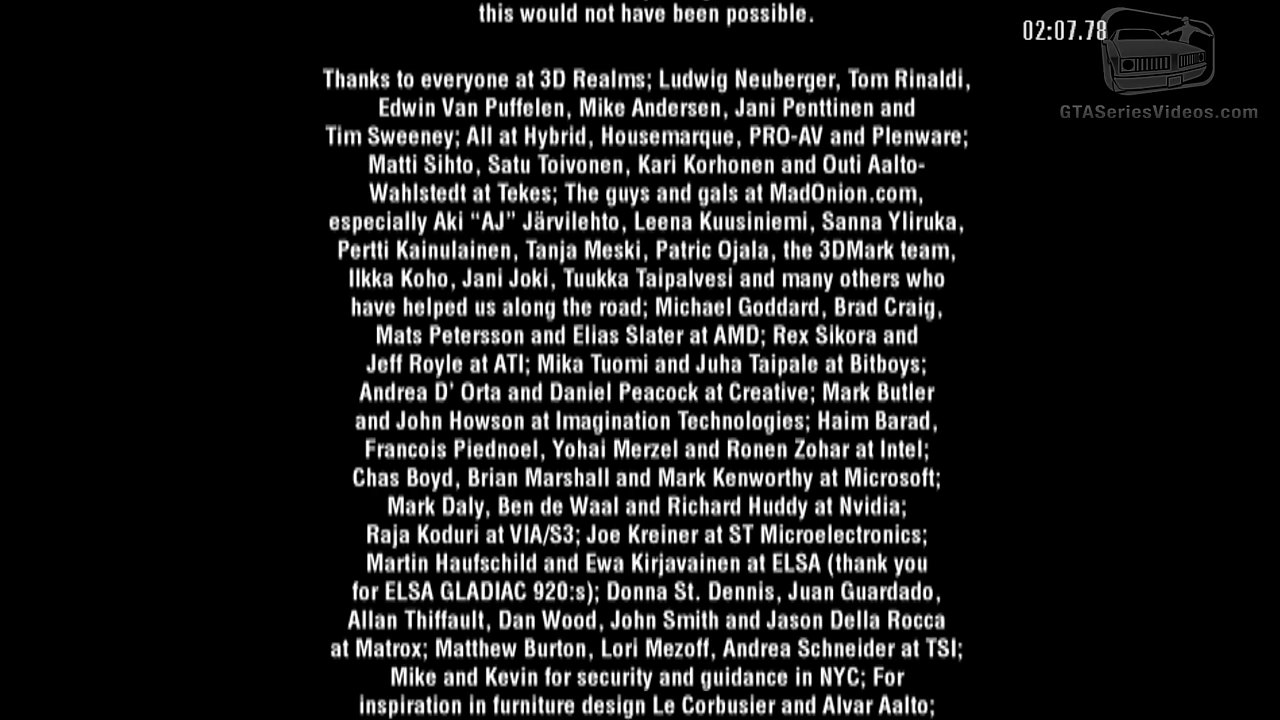 this would not have been possible.
02:07.78
GTASeriesVideos.com
Thanks to everyone at 3D Realms; Ludwig Neuberger, Tom Rinaldi,
Edwin Van Puffelen, Mike Andersen, Jani Penttinen and
Tim Sweeney; All at Hybrid, Housemarque, PRO-AV and Plenware;
Matti Sihto, Satu Toivonen, Kari Korhonen and Outi Aalto-
Wahlstedt at Tekes; The guys and gals at MadOnion.com,
especially Aki “AJ” Järvilehto, Leena Kuusiniemi, Sanna Yliruka,
Pertti Kainulainen, Tanja Meski, Patric Ojala, the 3DMark team,
Ilkka Koho, Jani Joki, Tuukka Taipalvesi and many others who
have helped us along the road; Michael Goddard, Brad Craig,
Mats Petersson and Elias Slater at AMD; Rex Sikora and
Jeff Royle at ATI; Mika Tuomi and Juha Taipale at Bitboys;
Andrea D’ Orta and Daniel Peacock at Creative; Mark Butler
and John Howson at Imagination Technologies; Haim Barad,
Francois Piednoel, Yohai Merzel and Ronen Zohar at Intel;
Chas Boyd, Brian Marshall and Mark Kenworthy at Microsoft;
Mark Daly, Ben de Waal and Richard Huddy at Nvidia;
Raja Koduri at VIA/S3; Joe Kreiner at ST Microelectronics;
Martin Haufschild and Ewa Kirjavainen at ELSA (thank you
for ELSA GLADIAC 920:s); Donna St. Dennis, Juan Guardado,
Allan Thiffault, Dan Wood, John Smith and Jason Della Rocca
at Matrox; Matthew Burton, Lori Mezoff, Andrea Schneider at TSI;
Mike and Kevin for security and guidance in NYC; For
inspiration in furniture design Le Corbusier and Alvar Aalto;